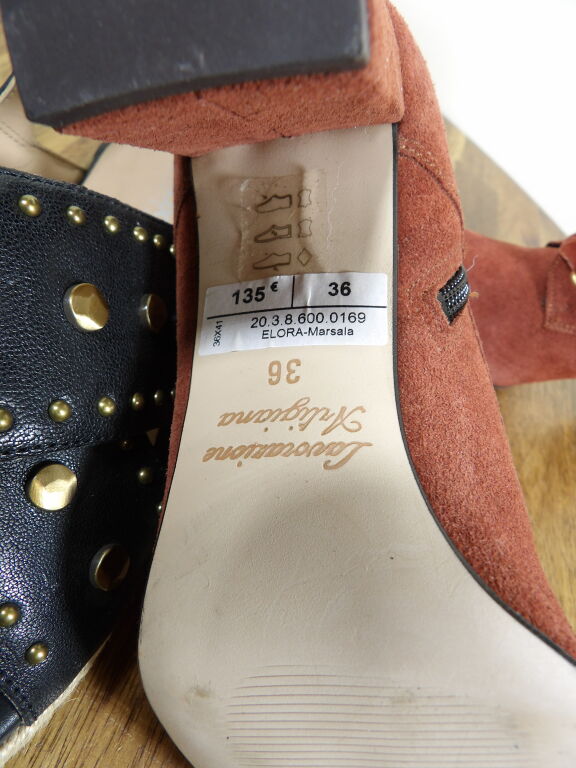 135 € 36
36X41
20.3.8.600.0169
ELORA-Marsala
36
Lavorazione
Artigiana